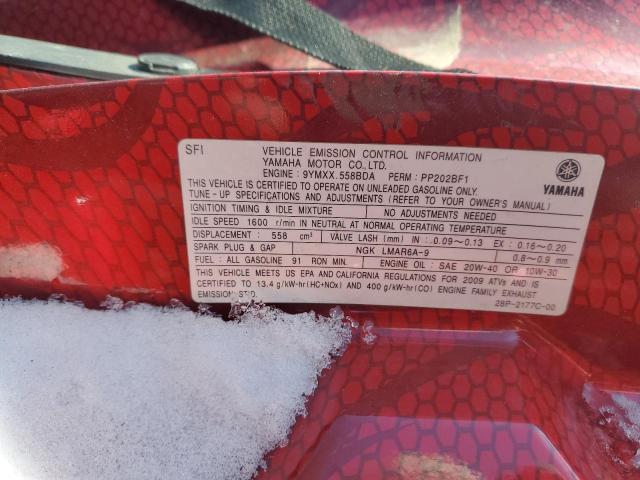 SFI VEHICLE EMISSION CONTROL INFORMATION
YAMAHA MOTOR CO.,LTD.
ENGINE : 9YMXX.558BDA PERM : PP202BF1
THIS VEHICLE IS CERTIFIED TO OPERATE ON UNLEADED GASOLINE ONLY.
TUNE - UP SPECIFICATIONS AND ADJUSTMENTS (REFER TO YOUR OWNER'S MANUAL)
YAMAHA
IGNITION TIMING & IDLE MIXTURE NO ADJUSTMENTS NEEDED
IDLE SPEED 1600 r/min IN NEUTRAL AT NORMAL OPERATING TEMPERATURE
DISPLACEMENT : 558 cm³ VALVE LASH (mm) IN : 0.09~0.13 EX : 0.16~0.20
SPARK PLUG & GAP NGK LMAR6A-9 0.8~0.9 mm
FUEL : ALL GASOLINE 91 RON MIN. ENGINE OIL : SAE 20W-40 OR 10W-30
THIS VEHICLE MEETS US EPA AND CALIFORNIA REGULATIONS FOR 2009 ATVs AND IS
CERTIFIED TO 13.4 g/kW-hr(HC+NOx) AND 400 g/kW-hr(CO) ENGINE FAMILY EXHAUST
EMISSION STD. 28P-2177C-00